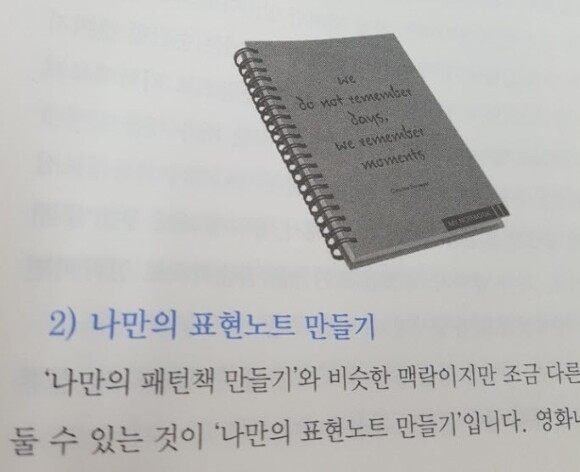 we
do not remember
days,
we remember
moments
MY NOTEBOOK
2) 나만의 표현노트 만들기
‘나만의 패턴책 만들기’와 비슷한 맥락이지만 조금 다른
둘 수 있는 것이 ‘나만의 표현노트 만들기’입니다.